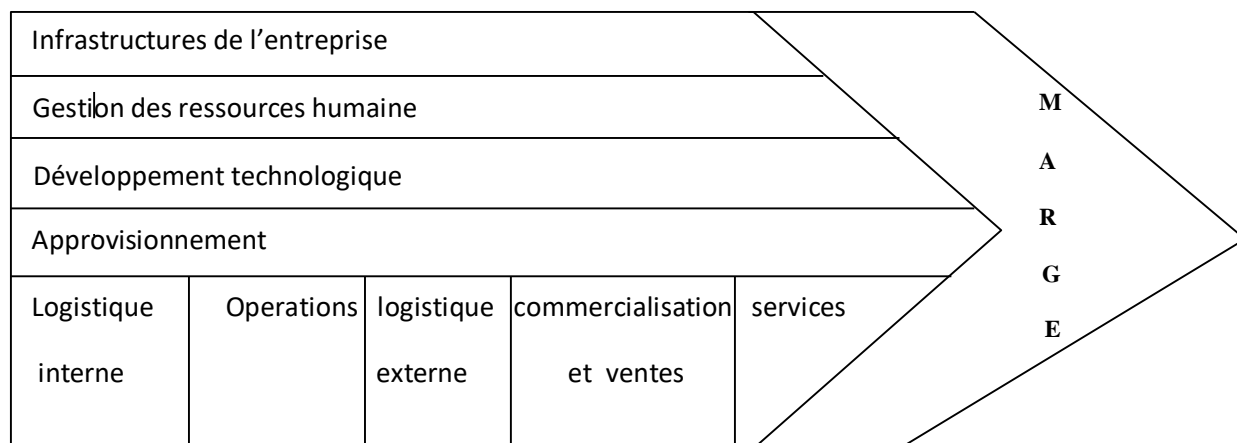 Infrastructures de l’entreprise
Gestion des ressources humaine
Développement technologique
Approvisionnement
Logistique interne
Operations
logistique externe
commercialisation et ventes
services
M
A
R
G
E